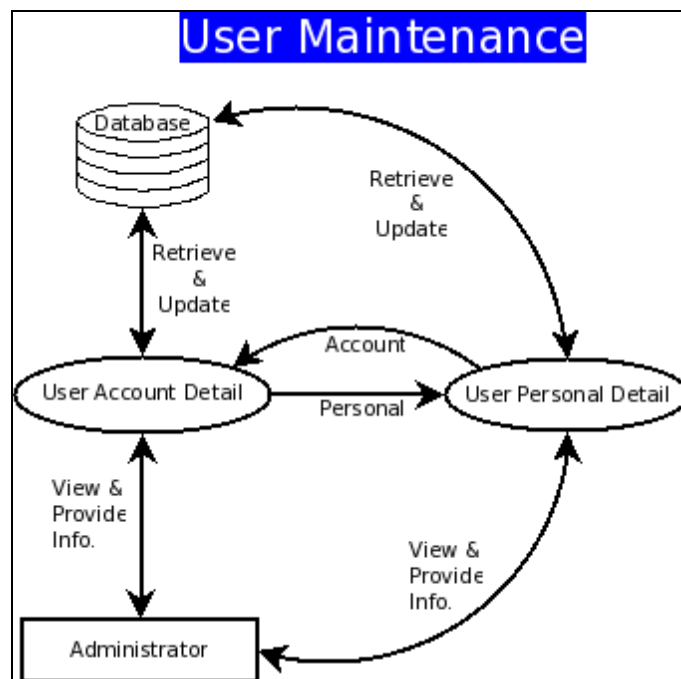 User Maintenance
Database
Retrieve
&
Update
Retrieve
&
Update
Account
User Account Detail
User Personal Detail
Personal
View &
Provide
Info.
View &
Provide
Info.
Administrator